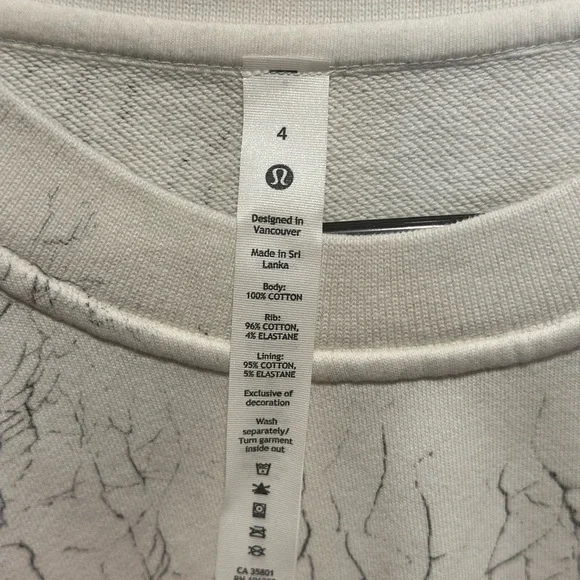 4
Designed in
Vancouver
Made in Sri
Lanka
Body:
100% COTTON
Rib:
96% COTTON,
4% ELASTANE
Lining:
95% COTTON,
5% ELASTANE
Exclusive of
decoration
Wash
separately/
Turn garment
inside out
CA 35801